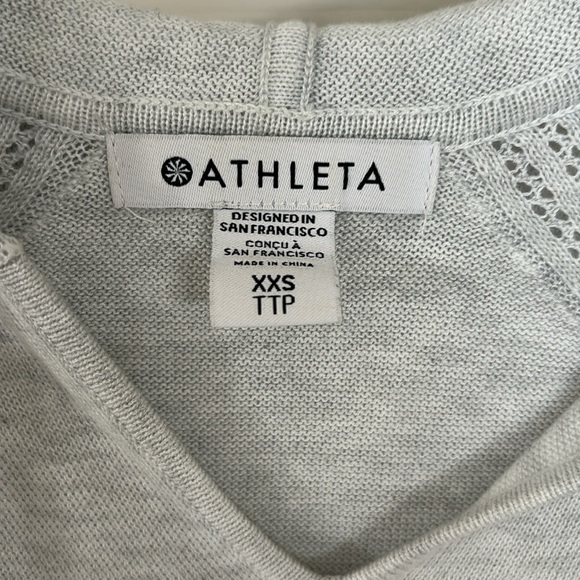 ATHLETA
DESIGNED IN
SAN FRANCISCO
CONÇU À
SAN FRANCISCO
MADE IN CHINA
XXS
TTP